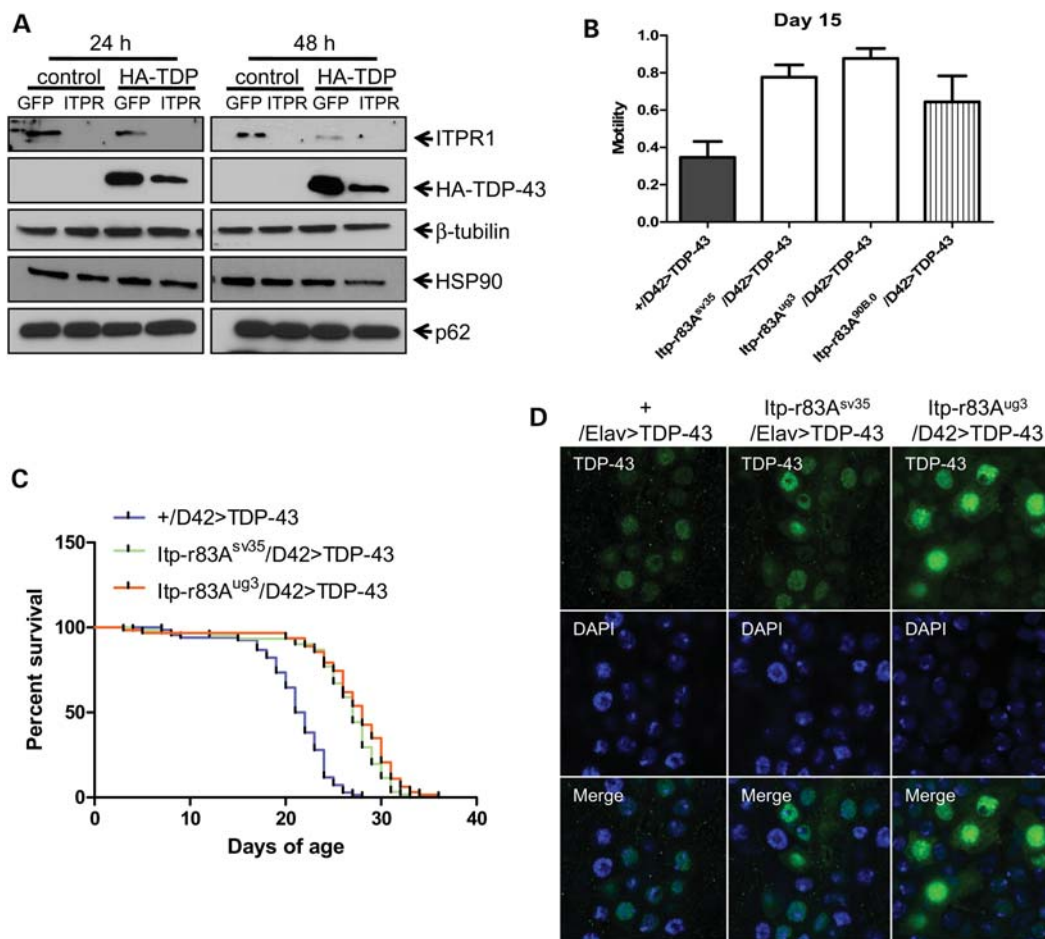 A
24 h
48 h
control
HA-TDP
control
HA-TDP
GFP ITPR GFP ITPR
GFP ITPR GFP ITPR
ITPR1
HA-TDP-43
β-tubilin
HSP90
p62
B
Day 15
Motility
1.0
0.8
0.6
0.4
0.2
0.0
+/D42>TDP-43
Itp-r83Asv35/D42>TDP-43
Itp-r83Aug3/D42>TDP-43
Itp-r83A90B.0/D42>TDP-43
C
+/D42>TDP-43
Itp-r83Asv35/D42>TDP-43
Itp-r83Aug3/D42>TDP-43
Percent survival
150
100
50
0
0 10 20 30 40
Days of age
D
+
/Elav>TDP-43
Itp-r83Asv35
/Elav>TDP-43
Itp-r83Aug3
/D42>TDP-43
TDP-43
TDP-43
TDP-43
DAPI
DAPI
DAPI
Merge
Merge
Merge